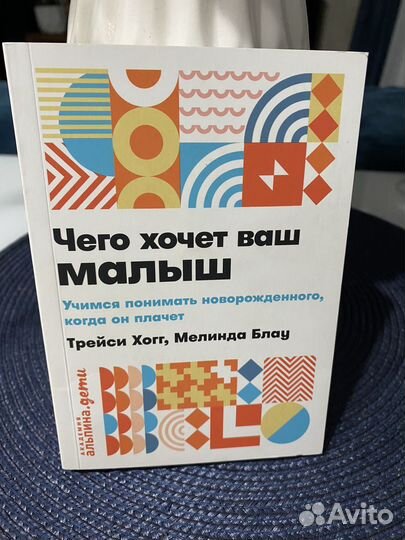 Чего хочет ваш
малыш
Учимся понимать новорожденного,
когда он плачет
Трейси Хогг, Мелинда Блау
АКАДЕМИЯ
альпина.дети
Avito